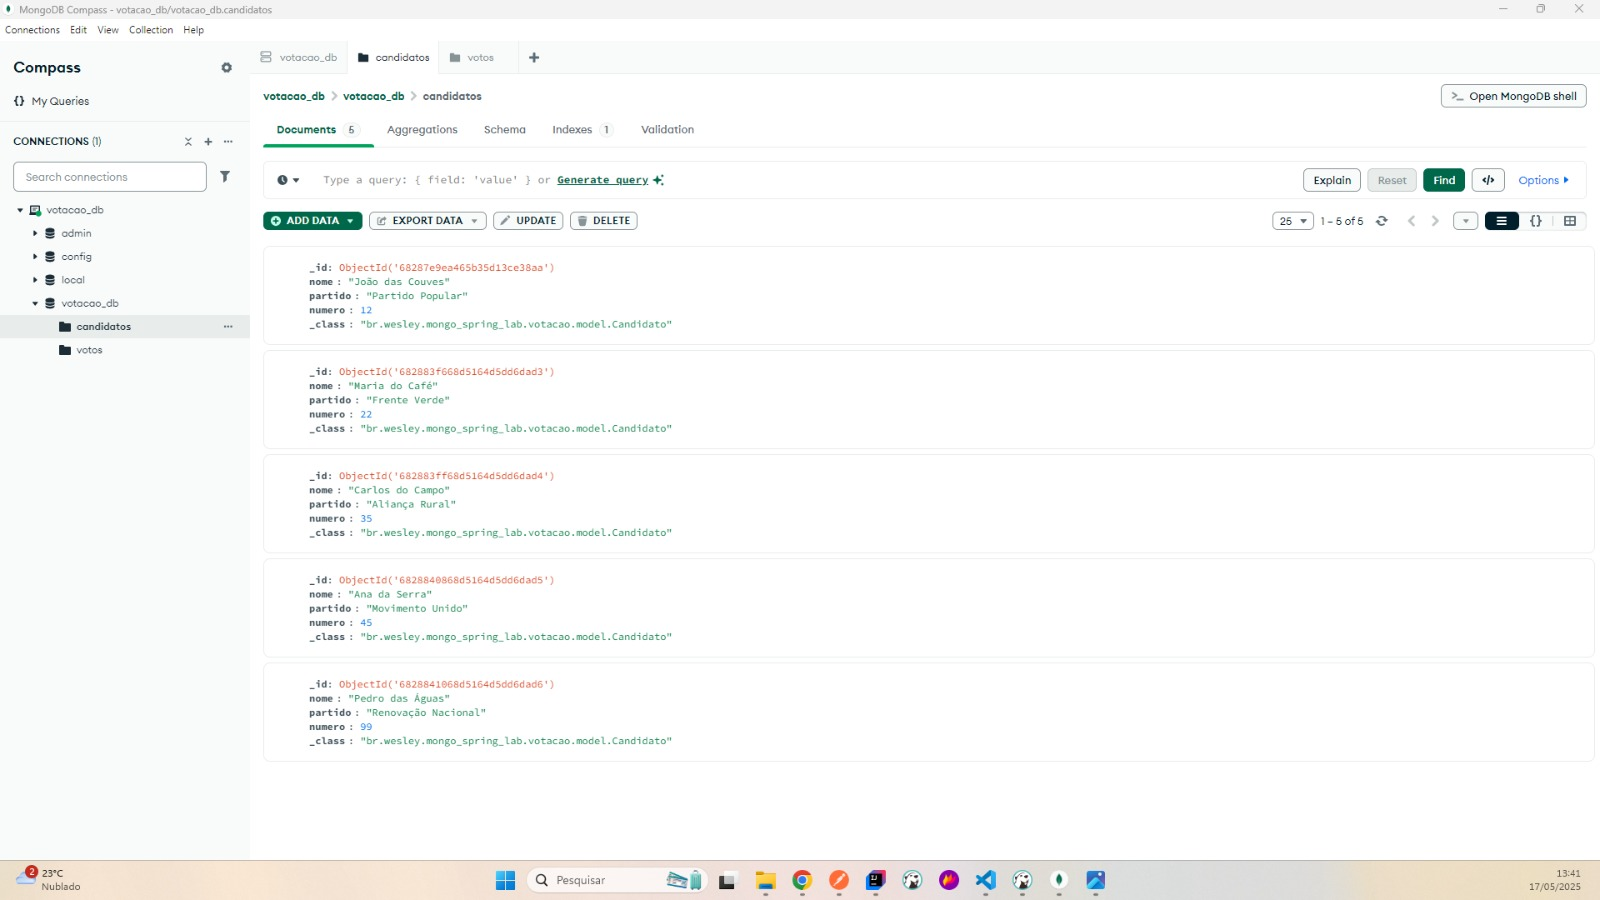 MongoDB Compass - votacao_db/votacao_db.candidatos
Connections Edit View Collection Help
Compass
{} My Queries
CONNECTIONS (1)
Search connections
votacao_db
admin
config
local
votacao_db
candidatos
votos
votacao_db candidatos votos
votacao_db > votacao_db > candidatos
>_ Open MongoDB shell
Documents 5 Aggregations Schema Indexes 1 Validation
Type a query: { field: 'value' } or Generate query
Explain Reset Find </> Options
ADD DATA EXPORT DATA UPDATE DELETE
25 1 – 5 of 5 {}
_id: ObjectId('68287e9ea465b35d13ce38aa')
nome : "João das Couves"
partido : "Partido Popular"
numero : 12
_class : "br.wesley.mongo_spring_lab.votacao.model.Candidato"
_id: ObjectId('682883f668d5164d5dd6dad3')
nome : "Maria do Café"
partido : "Frente Verde"
numero : 22
_class : "br.wesley.mongo_spring_lab.votacao.model.Candidato"
_id: ObjectId('682883ff68d5164d5dd6dad4')
nome : "Carlos do Campo"
partido : "Aliança Rural"
numero : 35
_class : "br.wesley.mongo_spring_lab.votacao.model.Candidato"
_id: ObjectId('6828840868d5164d5dd6dad5')
nome : "Ana da Serra"
partido : "Movimento Unido"
numero : 45
_class : "br.wesley.mongo_spring_lab.votacao.model.Candidato"
_id: ObjectId('6828841068d5164d5dd6dad6')
nome : "Pedro das Águas"
partido : "Renovação Nacional"
numero : 99
_class : "br.wesley.mongo_spring_lab.votacao.model.Candidato"
2
23°C
Nublado
Pesquisar
13:41
17/05/2025